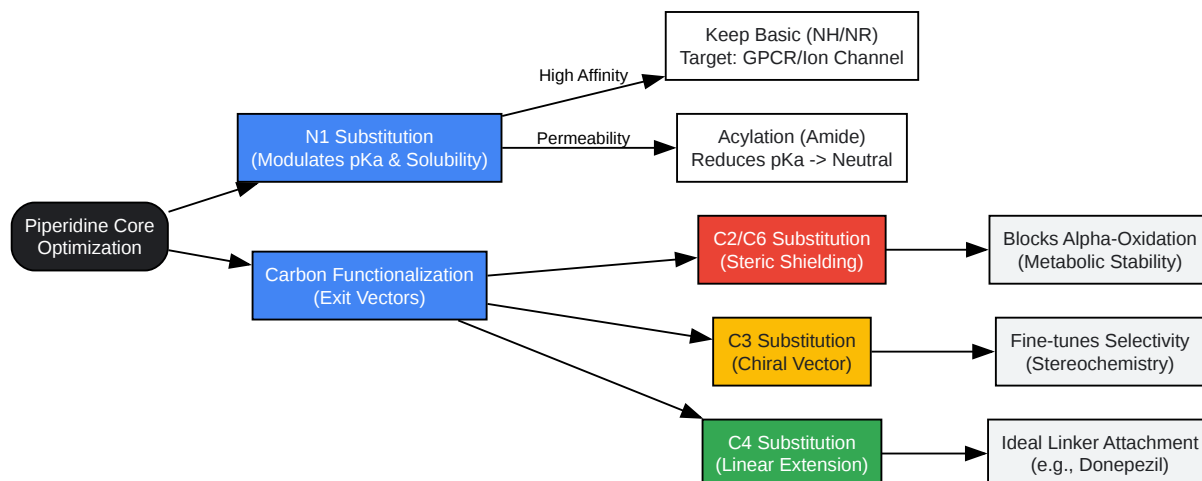 Piperidine Core
Optimization
N1 Substitution
(Modulates pKa & Solubility)
Carbon Functionalization
(Exit Vectors)
High Affinity
Permeability
Keep Basic (NH/NR)
Target: GPCR/Ion Channel
Acylation (Amide)
Reduces pKa -> Neutral
C2/C6 Substitution
(Steric Shielding)
Blocks Alpha-Oxidation
(Metabolic Stability)
C3 Substitution
(Chiral Vector)
Fine-tunes Selectivity
(Stereochemistry)
C4 Substitution
(Linear Extension)
Ideal Linker Attachment
(e.g., Donepezil)